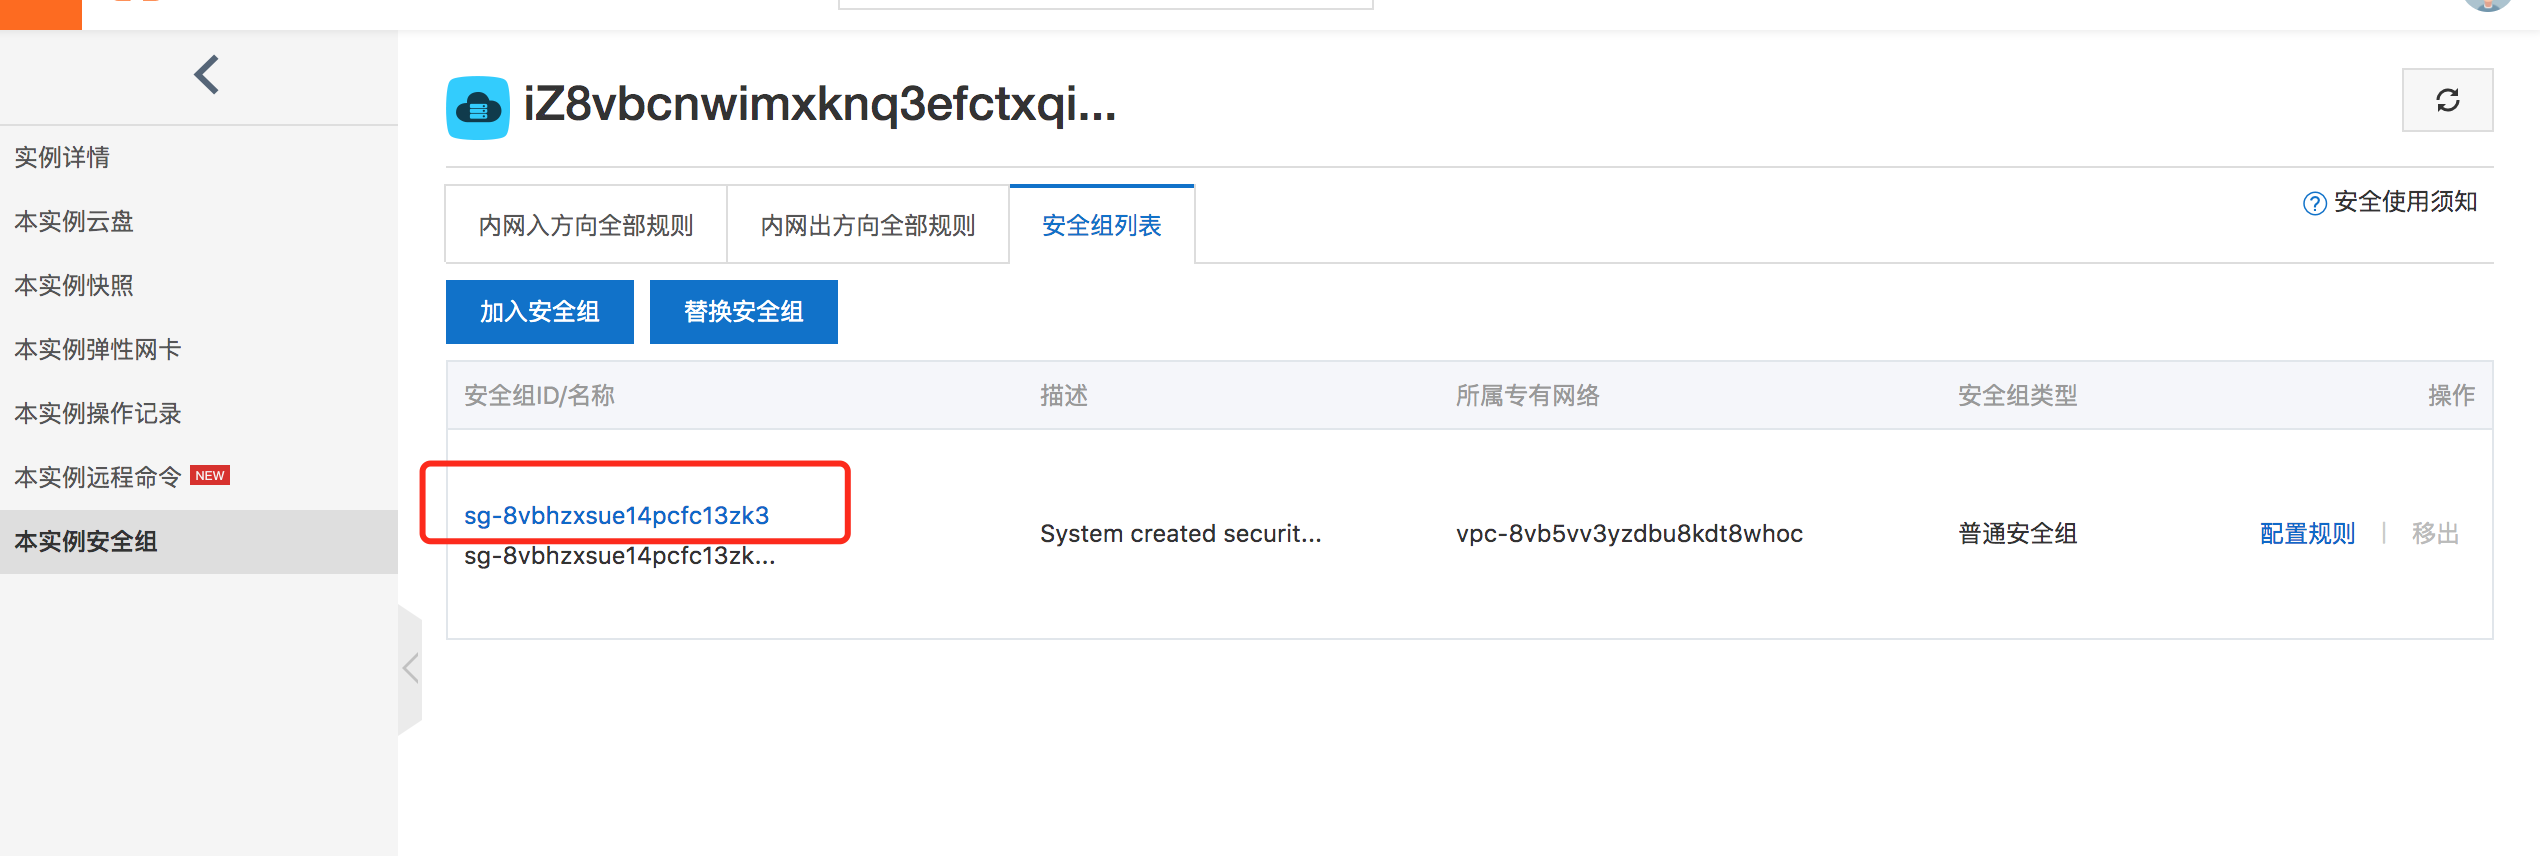 iZ8vbcnwimxknq3efctxqi...
实例详情
本实例云盘
本实例快照
本实例弹性网卡
本实例操作记录
本实例远程命令 NEW
本实例安全组
内网入方向全部规则 内网出方向全部规则 安全组列表
? 安全使用须知
加入安全组 替换安全组
安全组ID/名称 描述 所属专有网络 安全组类型 操作
sg-8vbhzxsue14pcfc13zk3
sg-8vbhzxsue14pcfc13zk...
System created securit... vpc-8vb5vv3yzdbu8kdt8whoc 普通安全组 配置规则 | 移出